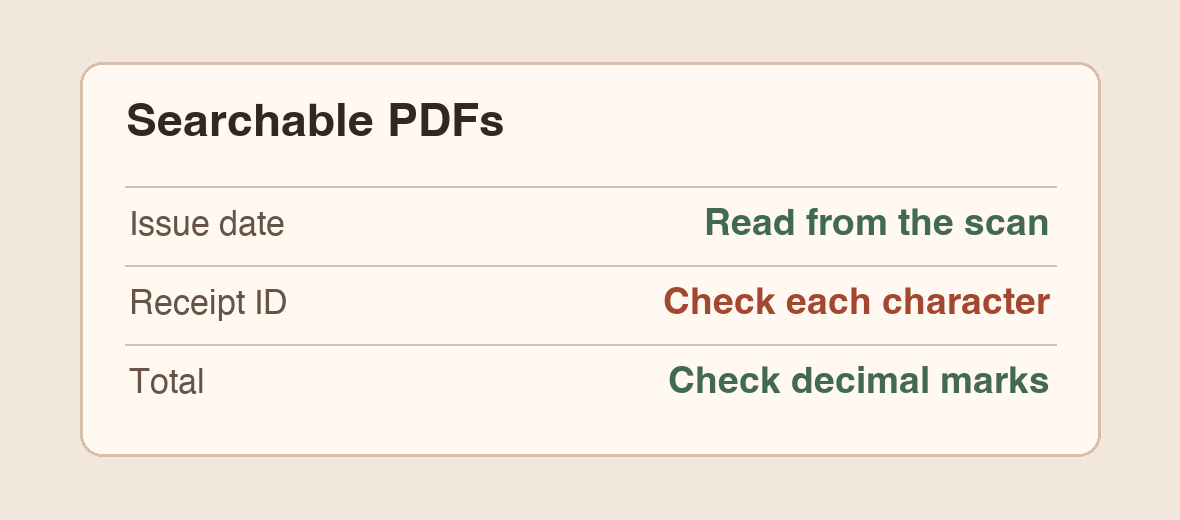 Searchable PDFs
Issue date Read from the scan
Receipt ID Check each character
Total Check decimal marks